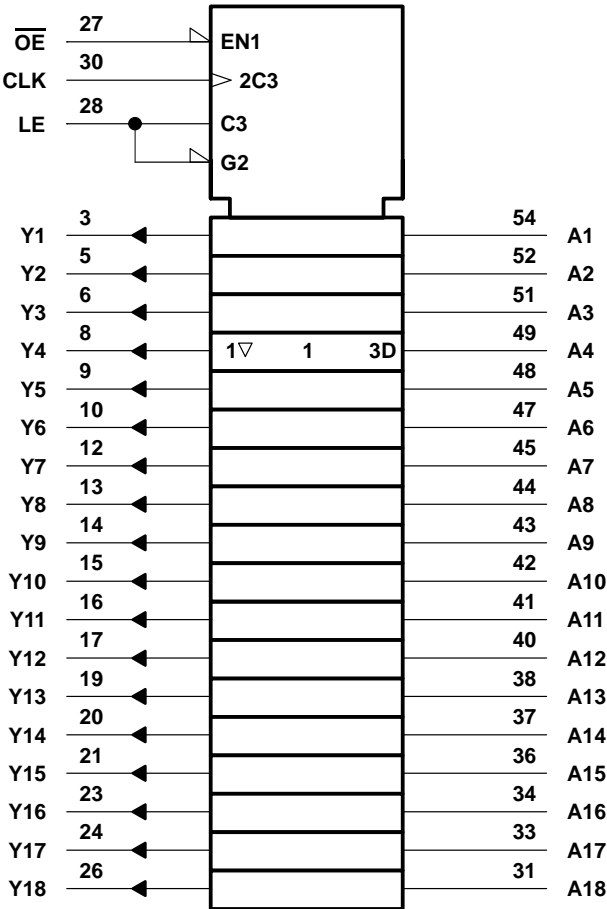 OE 27 EN1
CLK 30 2C3
LE 28 C3
G2
Y1 3 54 A1
Y2 5 52 A2
Y3 6 51 A3
Y4 8 1▽ 1 3D 49 A4
Y5 9 48 A5
Y6 10 47 A6
Y7 12 45 A7
Y8 13 44 A8
Y9 14 43 A9
Y10 15 42 A10
Y11 16 41 A11
Y12 17 40 A12
Y13 19 38 A13
Y14 20 37 A14
Y15 21 36 A15
Y16 23 34 A16
Y17 24 33 A17
Y18 26 31 A18